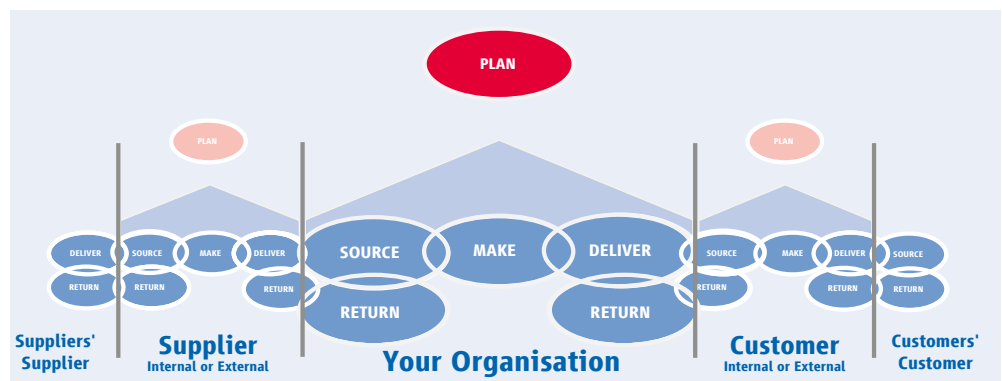 PLAN
PLAN
PLAN
DELIVER
SOURCE
MAKE
DELIVER
SOURCE
MAKE
DELIVER
SOURCE
MAKE
DELIVER
SOURCE
RETURN
RETURN
RETURN
RETURN
RETURN
RETURN
RETURN
RETURN
Suppliers'
Supplier
Supplier
Internal or External
Your Organisation
Customer
Internal or External
Customers'
Customer